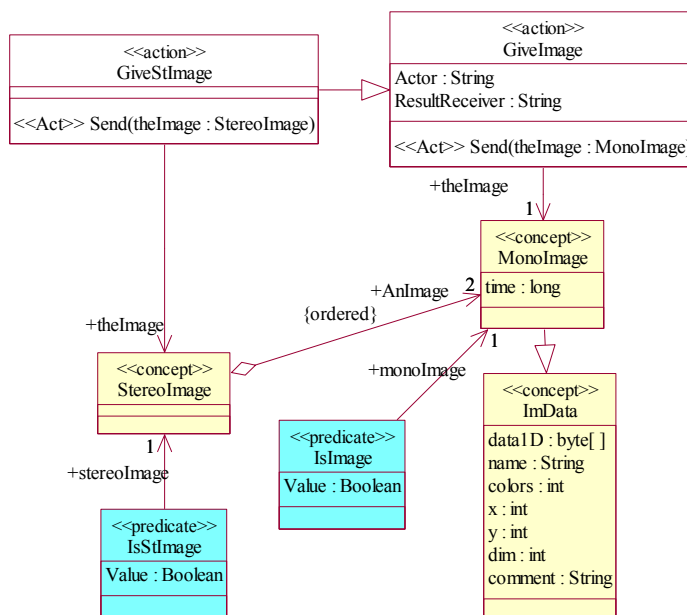 <<action>>
GiveStImage
<<Act>> Send(theImage : StereoImage)
<<action>>
GiveImage
Actor : String
ResultReceiver : String
<<Act>> Send(theImage : MonoImage)
+theImage
1
<<concept>>
MonoImage
time : long
+AnImage
2
{ordered}
+theImage
<<concept>>
StereoImage
1
+monoImage
1
+stereoImage
<<predicate>>
IsImage
Value : Boolean
<<concept>>
ImData
data1D : byte[ ]
name : String
colors : int
x : int
y : int
dim : int
comment : String
<<predicate>>
IsStImage
Value : Boolean